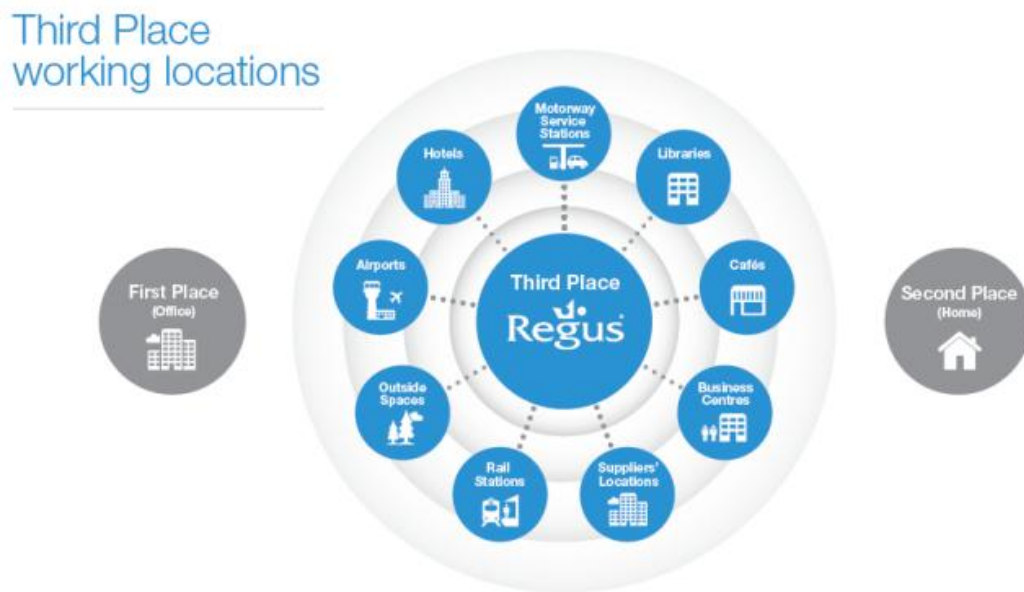 Third Place
working locations
Motorway
Service
Stations
Hotels
Libraries
Airports
Cafés
First Place
(Office)
Third Place
Regus
Second Place
(Home)
Outside
Spaces
Business
Centres
Rail
Stations
Suppliers'
Locations